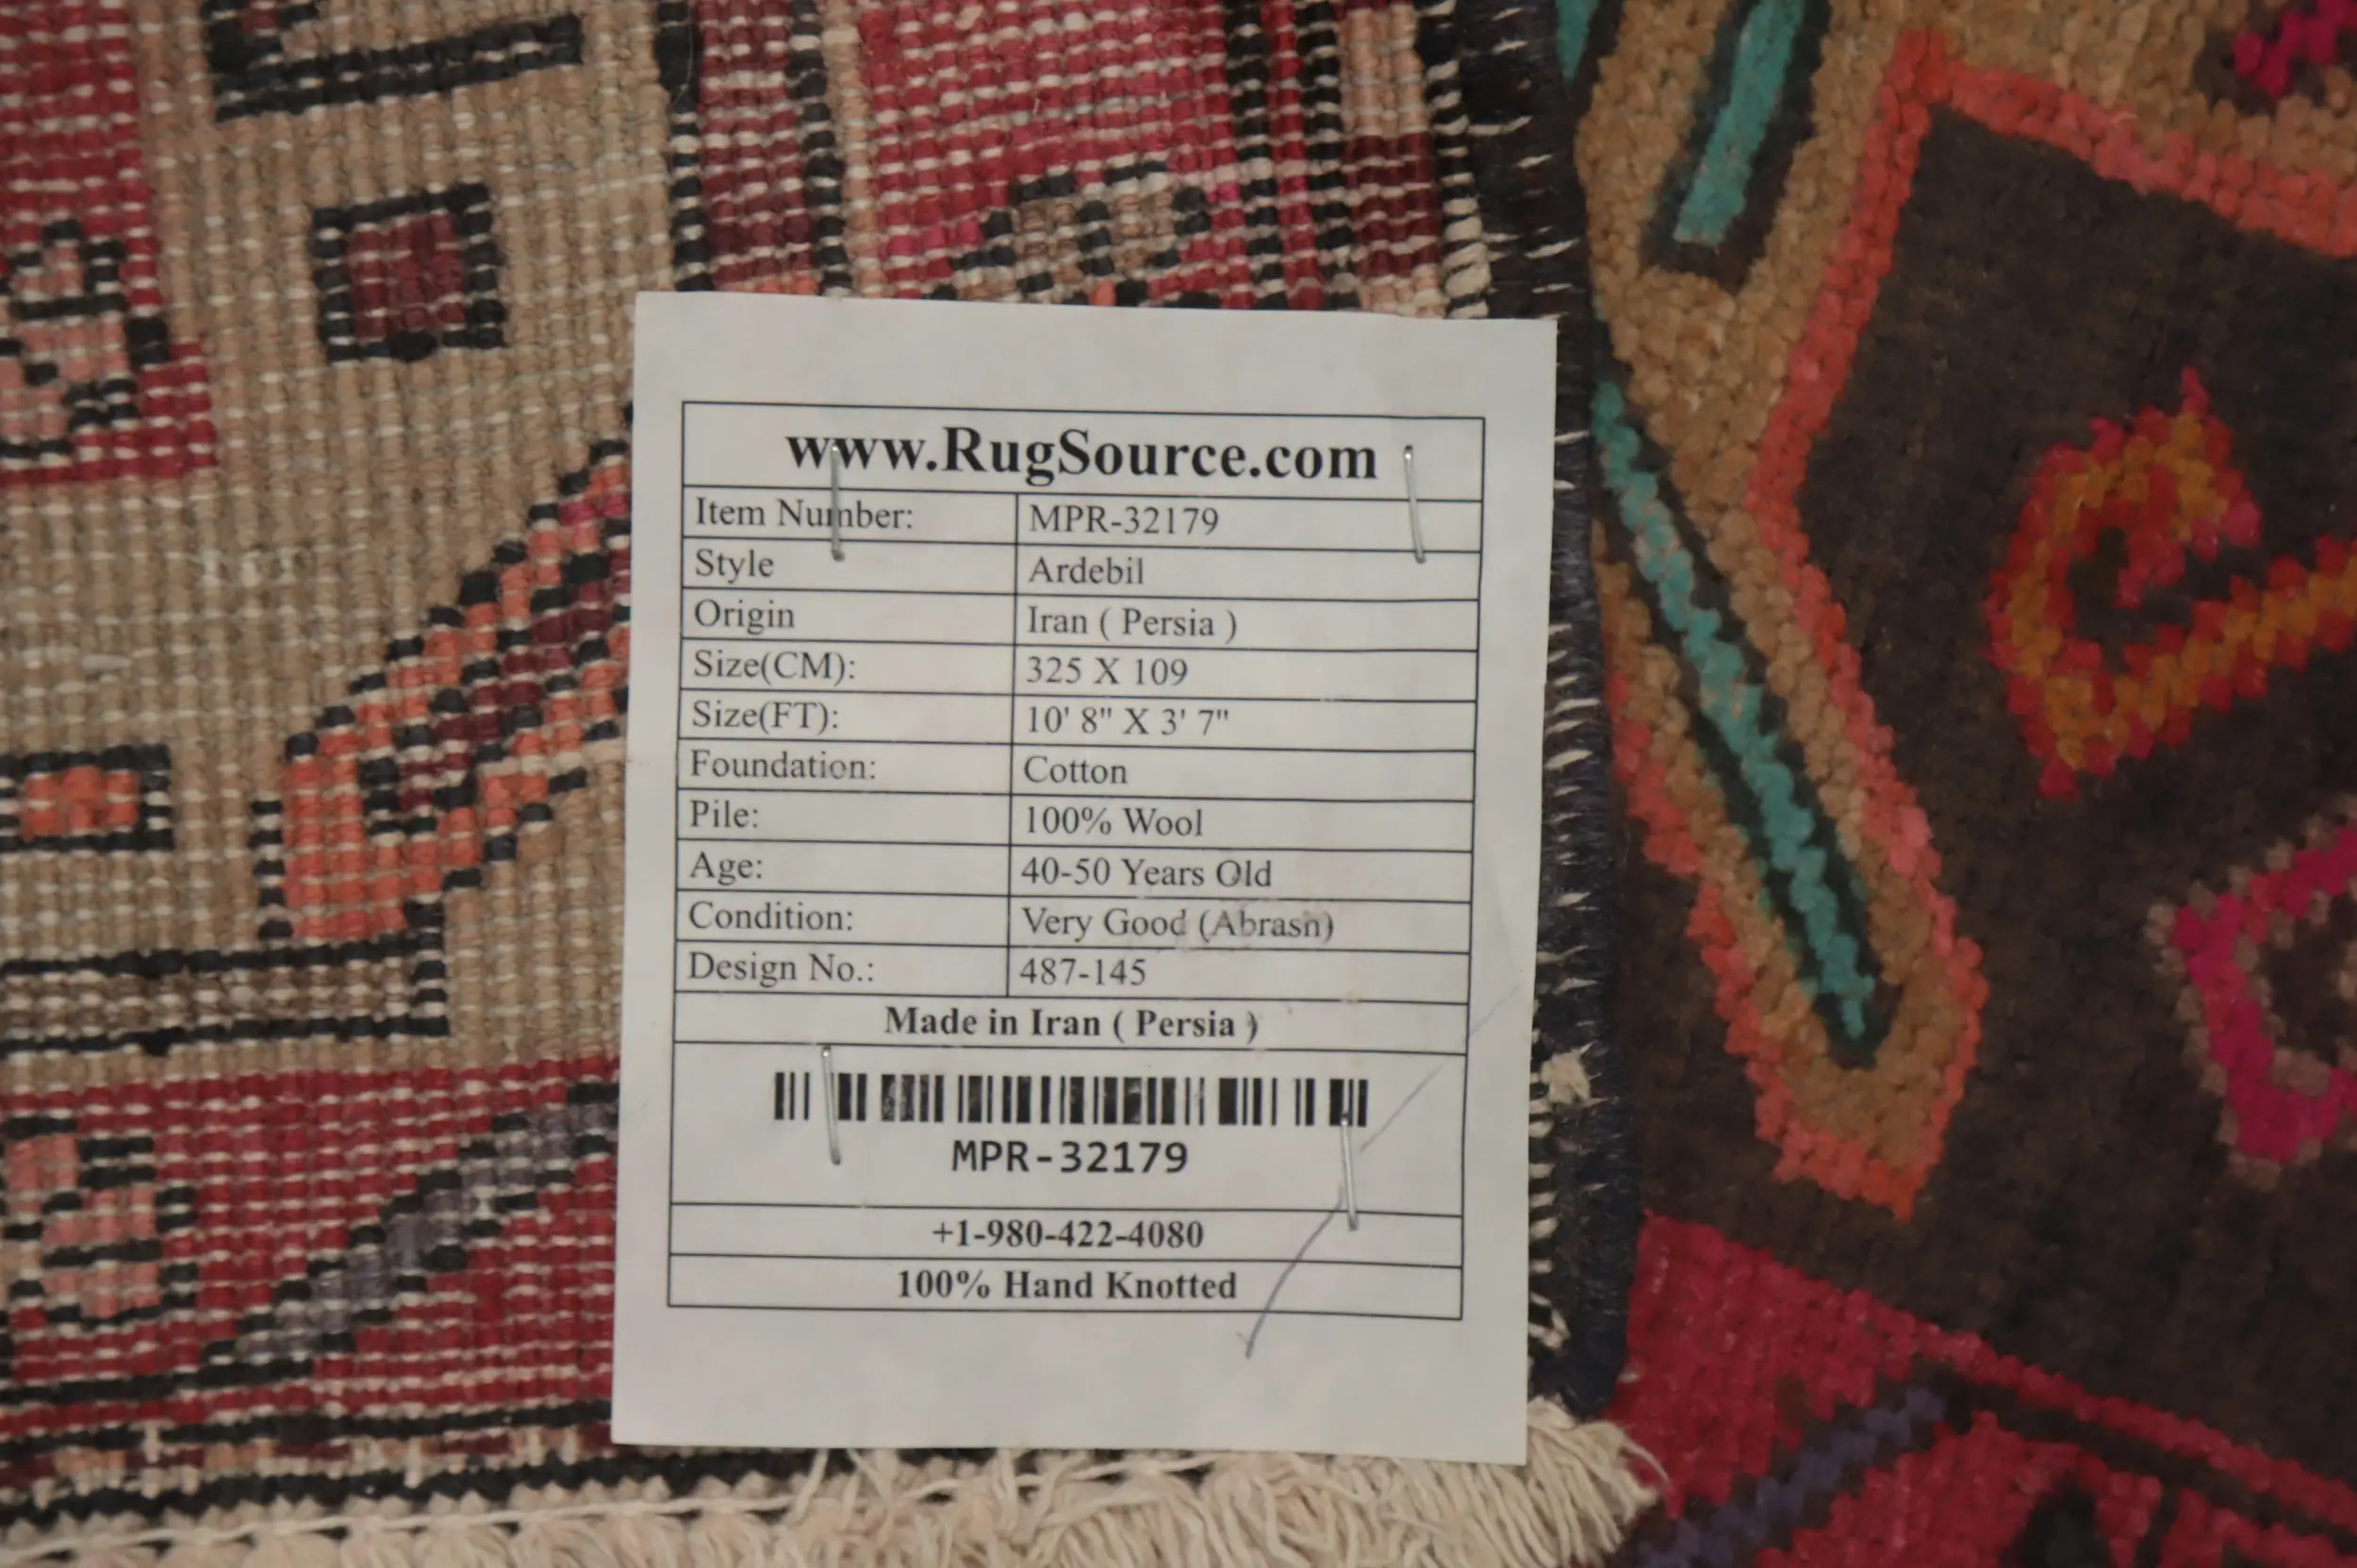 www.RugSource.com
Item Number: MPR-32179
Style Ardebil
Origin Iran ( Persia )
Size(CM): 325 X 109
Size(FT): 10' 8" X 3' 7"
Foundation: Cotton
Pile: 100% Wool
Age: 40-50 Years Old
Condition: Very Good (Abrash)
Design No.: 487-145
Made in Iran ( Persia )
MPR-32179
+1-980-422-4080
100% Hand Knotted